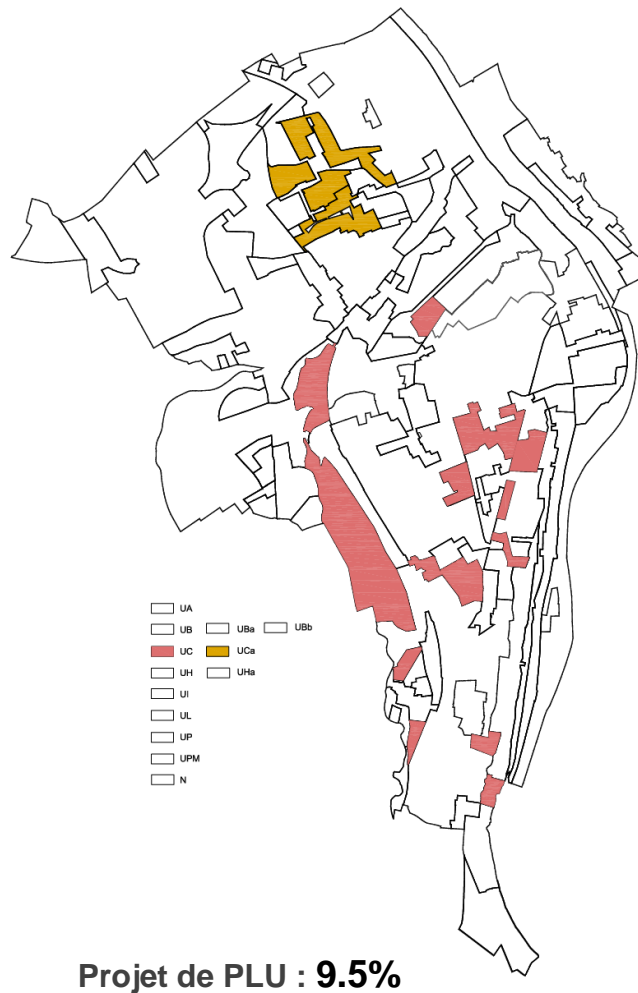 UA
UB UBa UBb
UC UCa
UH UHa
UI
UL
UP
UPM
N
Projet de PLU : 9.5%